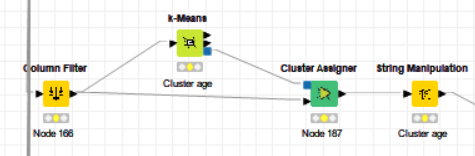 k-Means
Column Filter
Cluster age
Cluster Assigner
String Manipulation
Node 166
Node 187
Cluster age